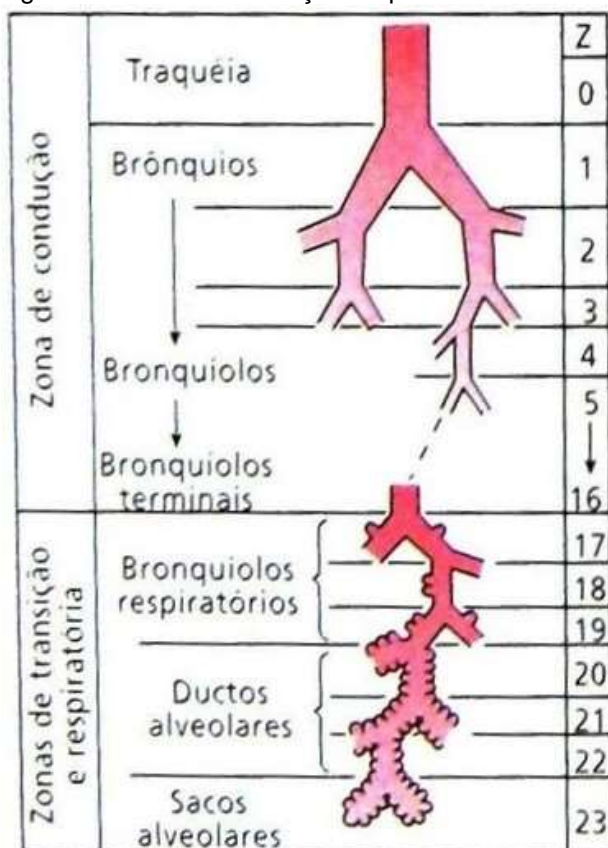 Z
Traquéia
0
Brônquios
1
2
3
Bronquiolos
4
5
Bronquiolos
terminais
16
Zona de condução
Bronquiolos
respiratórios
17
18
19
Ductos
alveolares
20
21
22
Sacos
alveolares
23
Zonas de transição
e respiratória